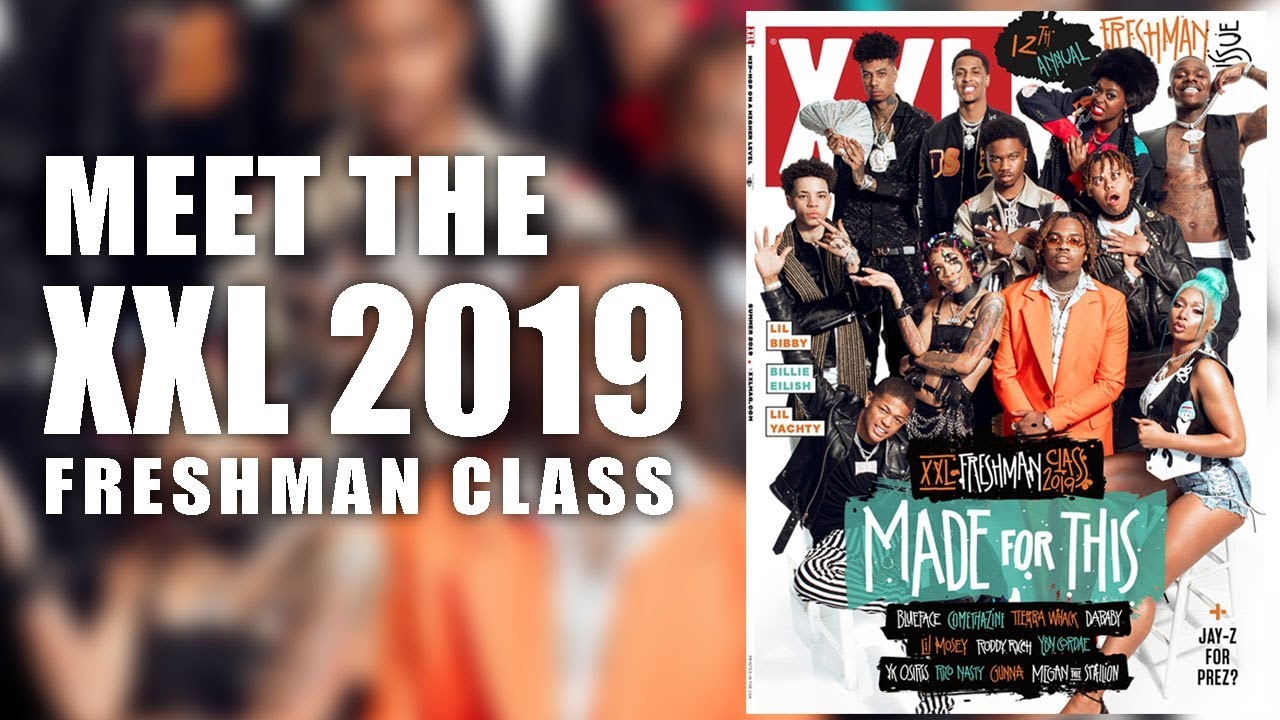 MEET THE
XXL 2019
FRESHMAN CLASS
XXL
12TH
ANNUAL
FRESHMAN
ISSUE
HIP-HOP ON A HIGHER LEVEL
SUMMER 2019 • XXLMAG.COM
LIL
BIBBY
BILLIE
EILISH
LIL
YACHTY
XXL FRESHMAN CLASS 2019
MADE FOR THIS
BLUEFACE COMETHAZINE TIERRA WHACK DABABY
LIL MOSEY RODDY RICCH YBN CORDAE
YK OSIRIS RICO NASTY GUNNA MEGAN THEE STALLION
+
JAY-Z
FOR
PREZ?